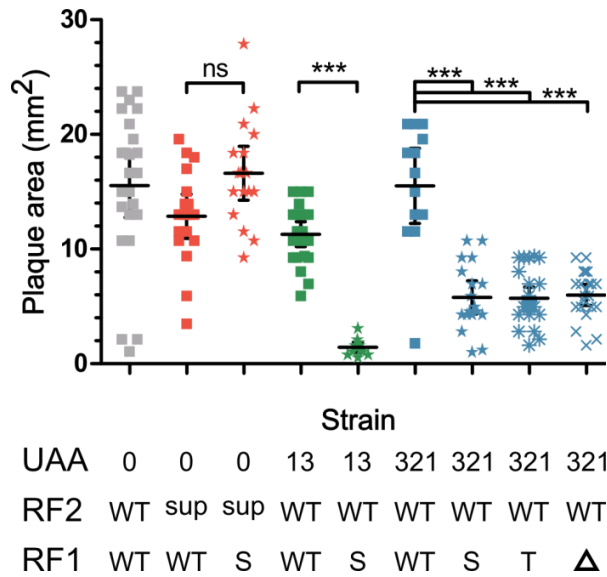 30
20
10
0
Plaque area (mm²)
ns
***
***
***
***
Strain
UAA 0 0 0 13 13 321 321 321 321
RF2 WT sup sup WT WT WT WT WT WT
RF1 WT WT S WT S WT S T Δ